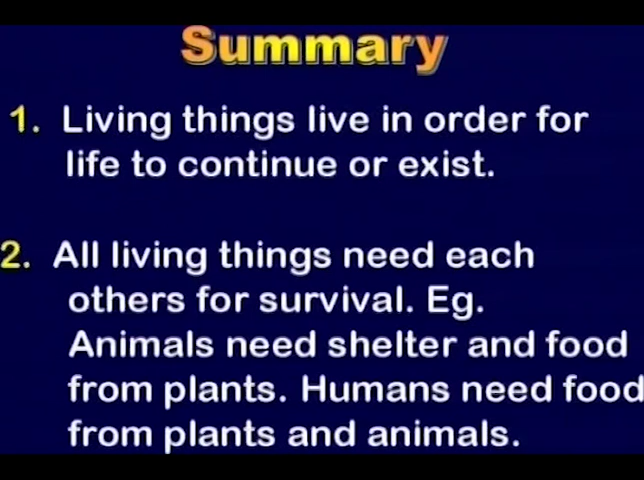 Summary
1. Living things live in order for
life to continue or exist.
2. All living things need each
others for survival. Eg.
Animals need shelter and food
from plants. Humans need food
from plants and animals.